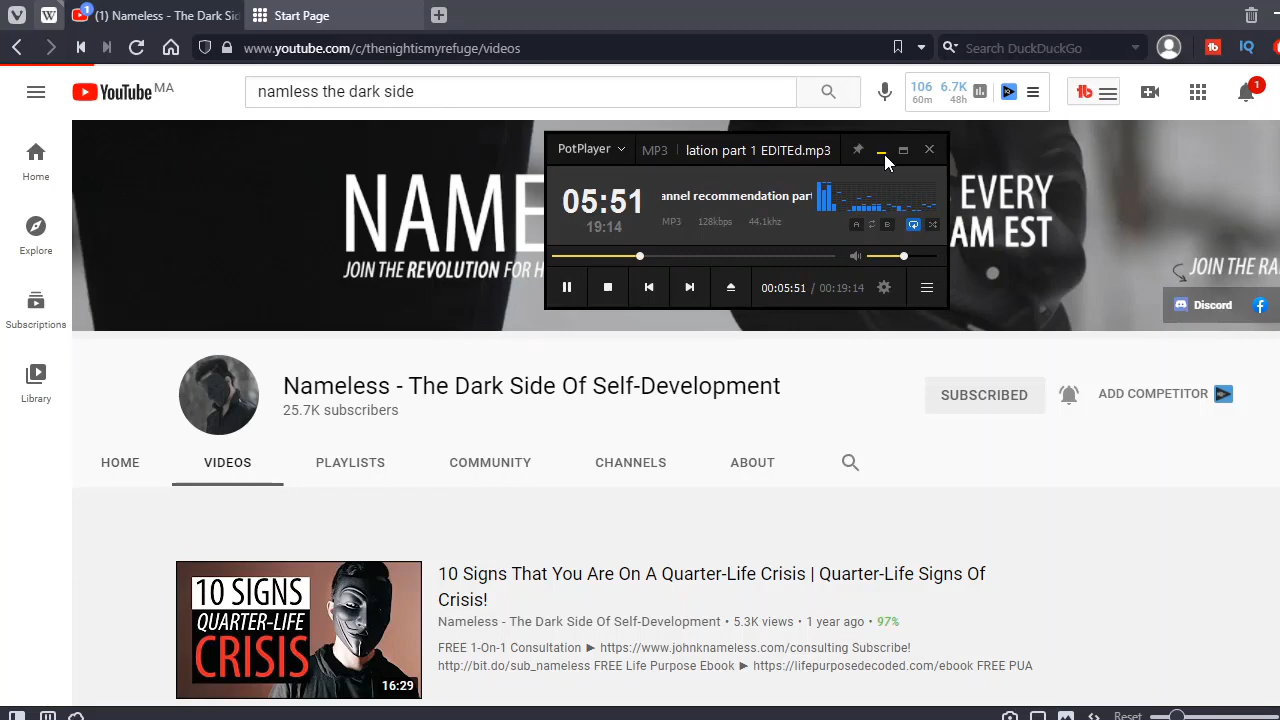 (1) Nameless - The Dark Sid
Start Page
www.youtube.com/c/thenightismyrefuge/videos
Search DuckDuckGo
YouTube MA
namless the dark side
106 6.7K
60m 48h
1
Home
Explore
Subscriptions
Library
NAME
JOIN THE REVOLUTION FOR H
EVERY
AM EST
JOIN THE RA
Discord
PotPlayer
MP3 lation part 1 EDITEd.mp3
05:51
19:14
annel recommendation part
MP3 128kbps 44.1khz
A B
00:05:51 / 00:19:14
Nameless - The Dark Side Of Self-Development
25.7K subscribers
SUBSCRIBED
ADD COMPETITOR
HOME VIDEOS PLAYLISTS COMMUNITY CHANNELS ABOUT
10 SIGNS
QUARTER-LIFE
CRISIS
16:29
10 Signs That You Are On A Quarter-Life Crisis | Quarter-Life Signs Of
Crisis!
Nameless - The Dark Side Of Self-Development • 5.3K views • 1 year ago • 97%
FREE 1-On-1 Consultation ► https://www.johnknameless.com/consulting Subscribe!
http://bit.do/sub_nameless FREE Life Purpose Ebook ► https://lifepurposedecoded.com/ebook FREE PUA
Reset